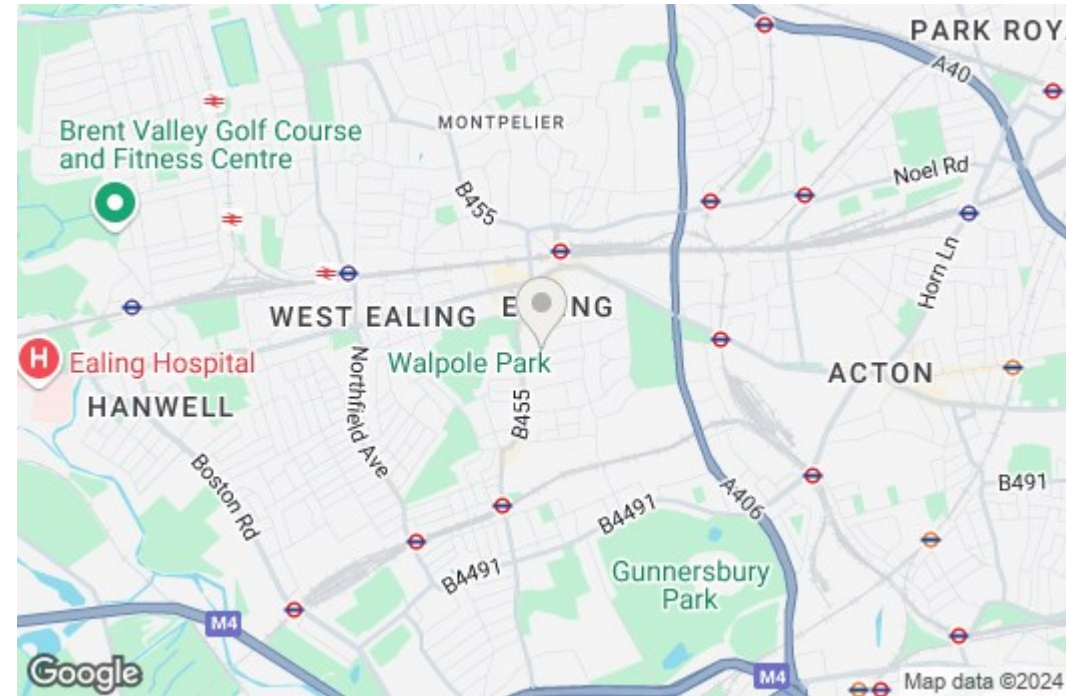 PARK ROY
A40
MONTPELIER
Brent Valley Golf Course
and Fitness Centre
Noel Rd
B455
Horn Ln
WEST EALING
E NG
H
Ealing Hospital
Walpole Park
ACTON
HANWELL
Northfield Ave
B455
Boston Rd
A406
B491
B4491
B4491
Gunnersbury
Park
M4
M4
Google
Map data ©2024